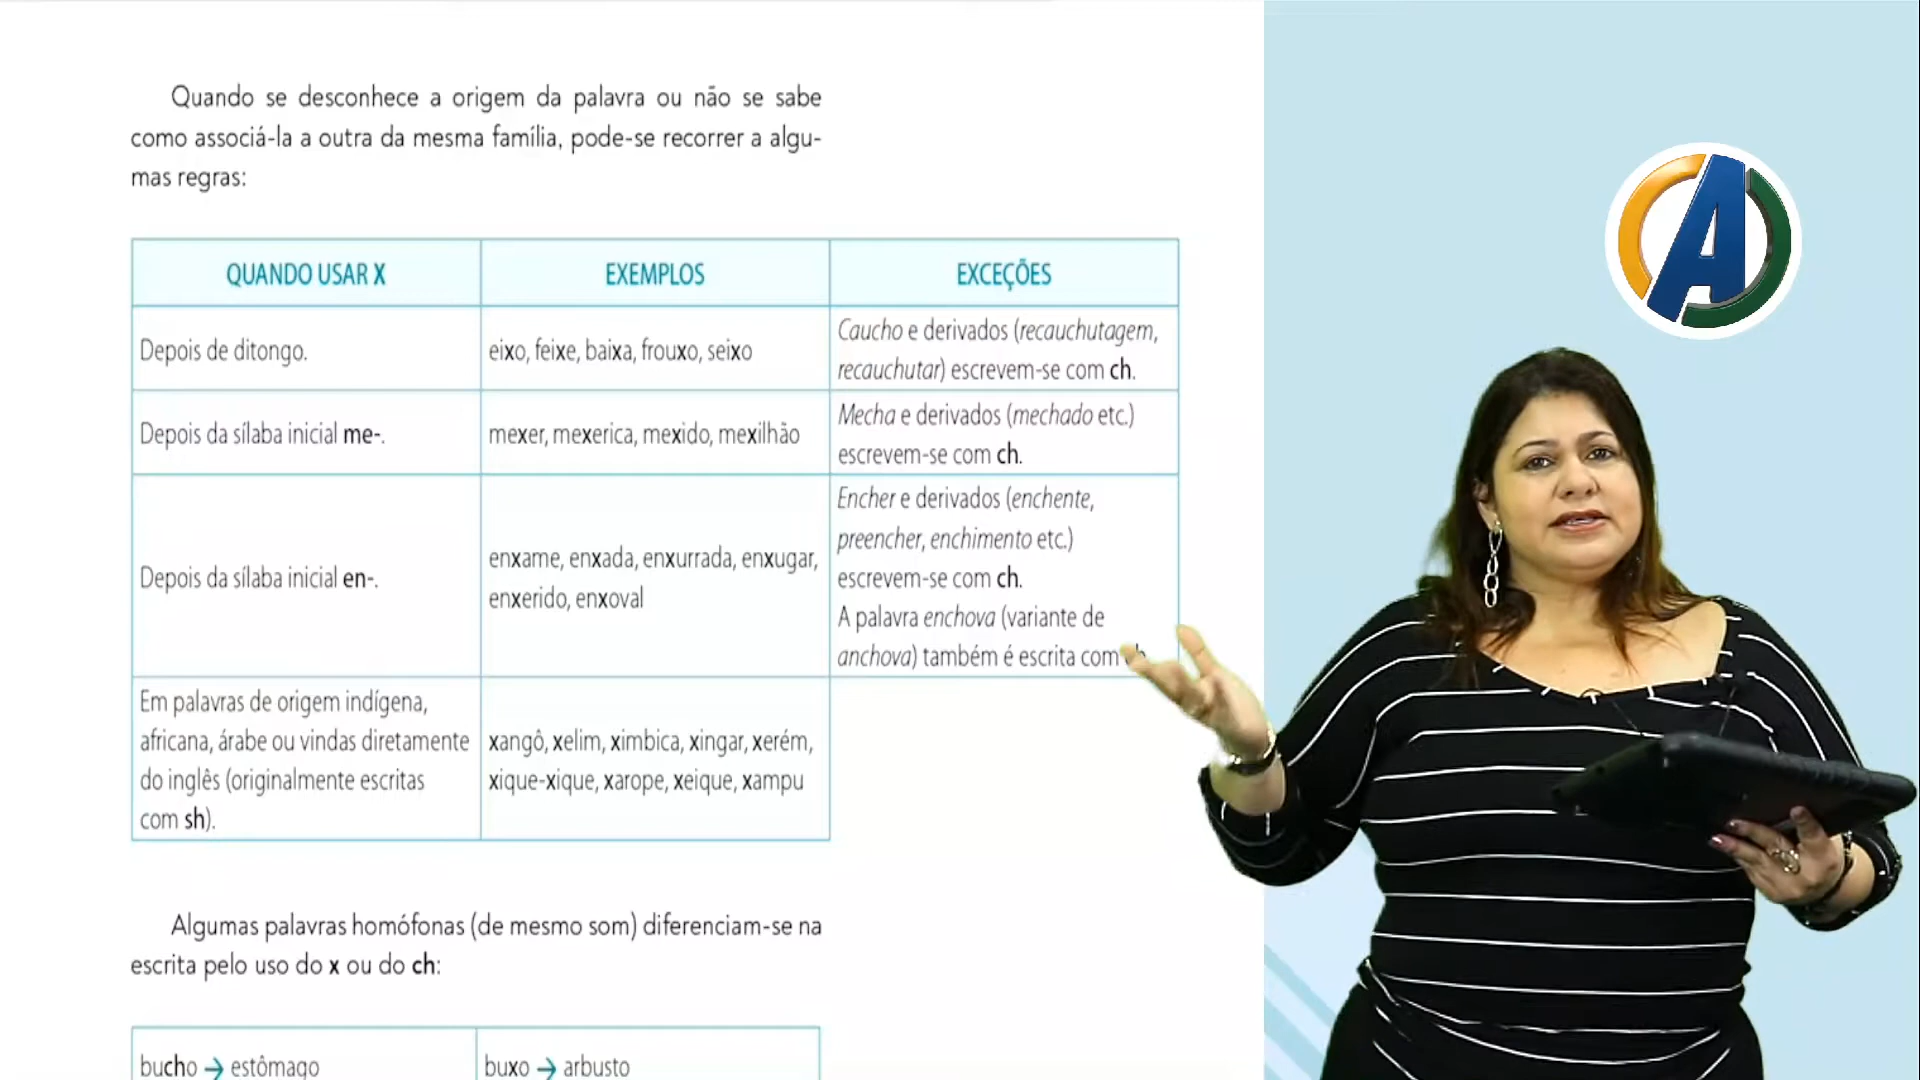 Quando se desconhece a origem da palavra ou não se sabe
como associá-la a outra da mesma família, pode-se recorrer a algu-
mas regras:
QUANDO USAR X
EXEMPLOS
EXCEÇÕES
Depois de ditongo.
eixo, feixe, baixa, frouxo, seixo
Caucho e derivados (recauchutagem,
recauchutar) escrevem-se com ch.
Depois da sílaba inicial me-.
mexer, mexerica, mexido, mexilhão
Mecha e derivados (mechado etc.)
escrevem-se com ch.
Depois da sílaba inicial en-.
enxame, enxada, enxurrada, enxugar,
enxerido, enxoval
Encher e derivados (enchente,
preencher, enchimento etc.)
escrevem-se com ch.
A palavra enchova (variante de
anchova) também é escrita com
Em palavras de origem indígena,
africana, árabe ou vindas diretamente
do inglês (originalmente escritas
com sh).
xangô, xelim, ximbica, xingar, xerém,
xique-xique, xarope, xeique, xampu
Algumas palavras homófonas (de mesmo som) diferenciam-se na
escrita pelo uso do x ou do ch:
bucho → estômago
buxo → arbusto
A